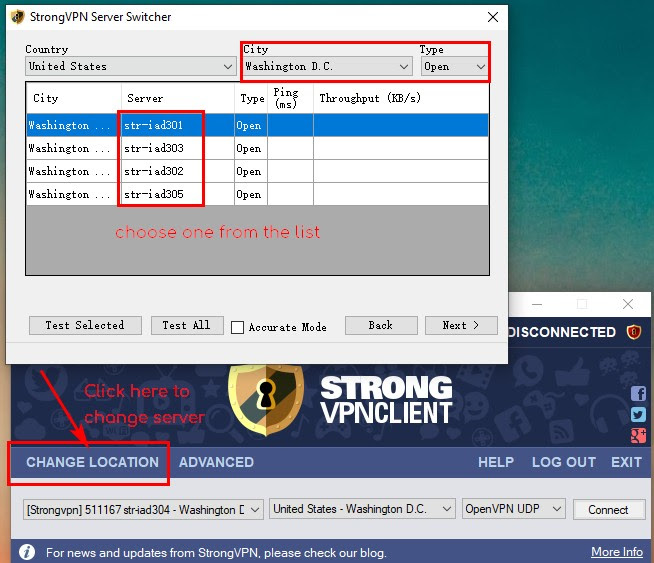 StrongVPN Server Switcher
Country
City
Type
United States
Washington D.C.
Open
City
Server
Type
Ping (ms)
Throughput (KB/s)
Washington ... str-iad301 Open
Washington ... str-iad303 Open
Washington ... str-iad302 Open
Washington ... str-iad305 Open
choose one from the list
Test Selected
Test All
Accurate Mode
Back
Next >
DISCONNECTED
Click here to
change server
STRONG
VPNCLIENT
CHANGE LOCATION
ADVANCED
HELP
LOG OUT
EXIT
[Strongvpn] 511167 str-iad304 - Washington D
United States - Washington D.C.
OpenVPN UDP
Connect
For news and updates from StrongVPN, please check our blog.
More Info